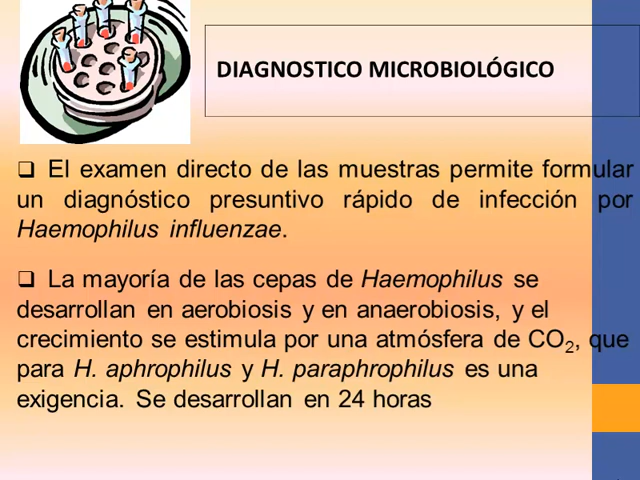 DIAGNOSTICO MICROBIOLÓGICO
❑ El examen directo de las muestras permite formular
un diagnóstico presuntivo rápido de infección por
Haemophilus influenzae.
❑ La mayoría de las cepas de Haemophilus se
desarrollan en aerobiosis y en anaerobiosis, y el
crecimiento se estimula por una atmósfera de CO₂, que
para H. aphrophilus y H. paraphrophilus es una
exigencia. Se desarrollan en 24 horas